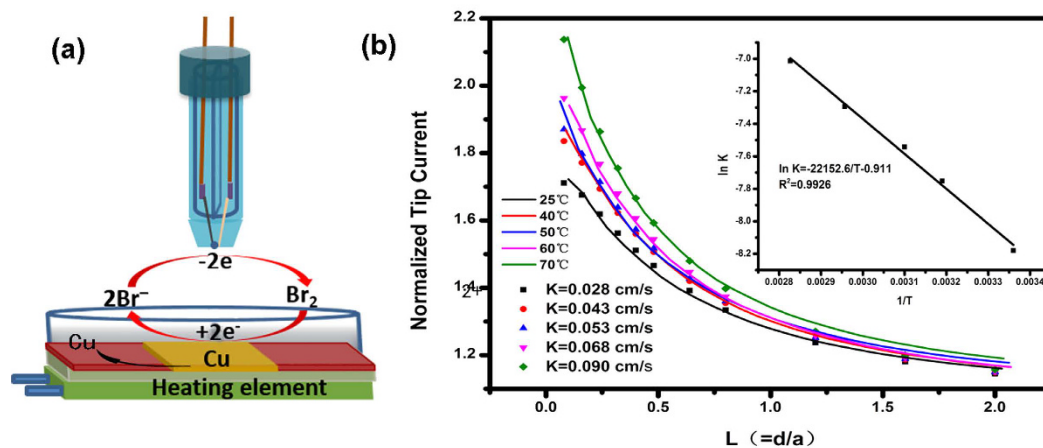 (a)
-2e
2Br⁻
Br₂
+2e⁻
Cu
Cu
Heating element
(b)
Normalized Tip Current
2.2
2.0
1.8
1.6
1.4
1.2
0.0
0.5
1.0
1.5
2.0
L (=d/a)
25℃
40℃
50℃
60℃
70℃
K=0.028 cm/s
K=0.043 cm/s
K=0.053 cm/s
K=0.068 cm/s
K=0.090 cm/s
ln K
-7.0
-7.2
-7.4
-7.6
-7.8
-8.0
-8.2
ln K=-22152.6/T-0.911
R²=0.9926
0.0028
0.0029
0.0030
0.0031
0.0032
0.0033
0.0034
1/T